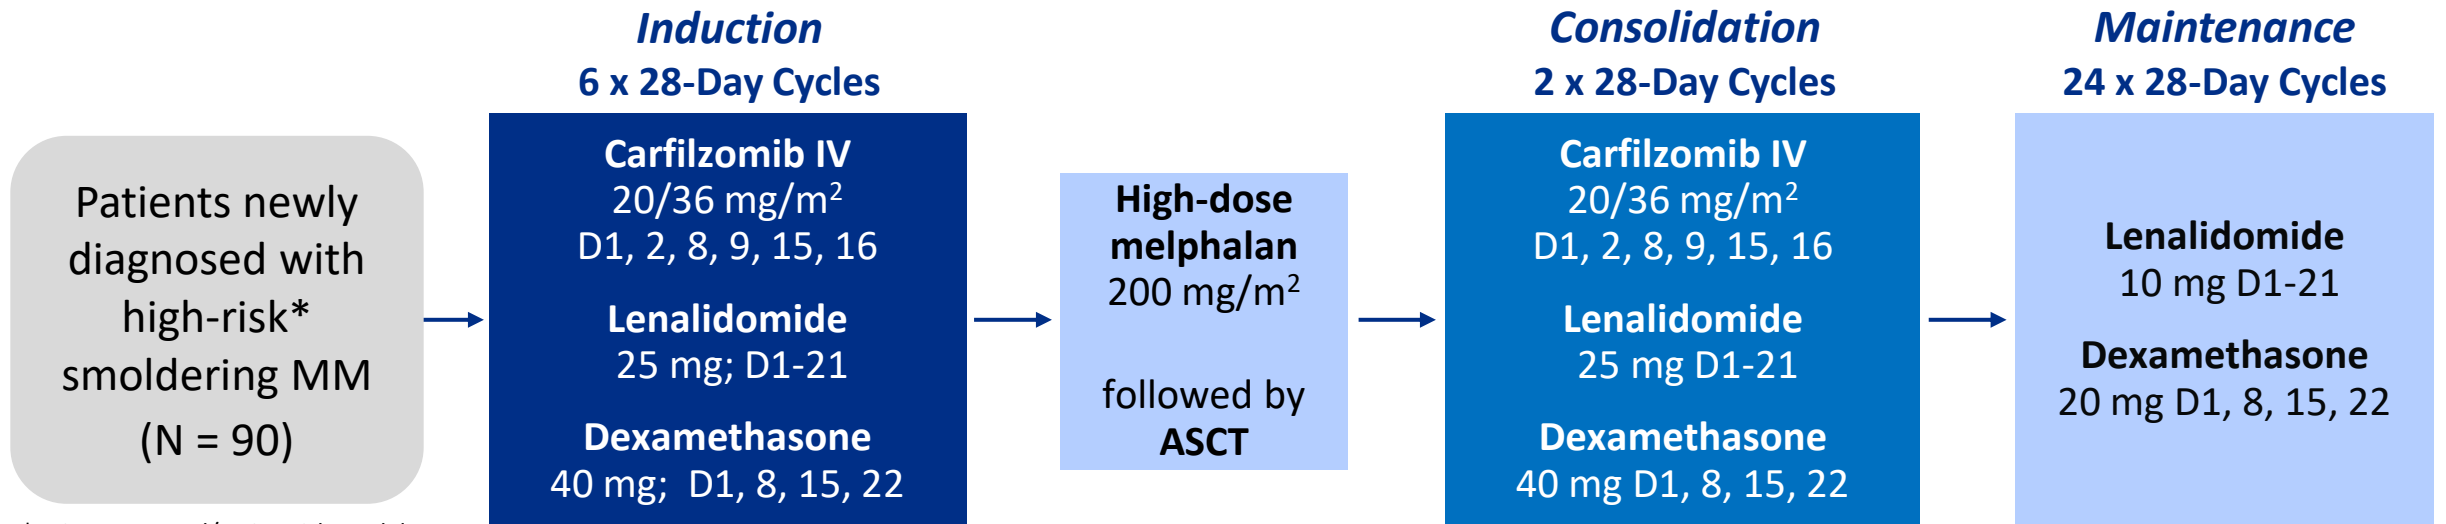 Induction
6 x 28-Day Cycles
Consolidation
2 x 28-Day Cycles
Maintenance
24 x 28-Day Cycles
Patients newly
diagnosed with
high-risk*
smoldering MM
(N = 90)
Carfilzomib IV
20/36 mg/m²
D1, 2, 8, 9, 15, 16
Lenalidomide
25 mg; D1-21
Dexamethasone
40 mg; D1, 8, 15, 22
High-dose
melphalan
200 mg/m²
followed by
ASCT
Carfilzomib IV
20/36 mg/m²
D1, 2, 8, 9, 15, 16
Lenalidomide
25 mg D1-21
Dexamethasone
40 mg D1, 8, 15, 22
Lenalidomide
10 mg D1-21
Dexamethasone
20 mg D1, 8, 15, 22